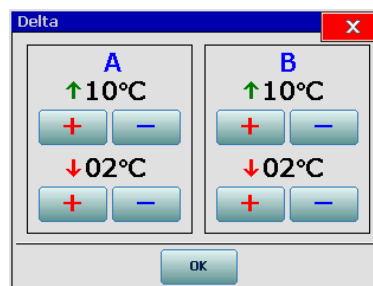 Delta X
A B
↑10°C ↑10°C
+ − + −
↓02°C ↓02°C
+ − + −
OK